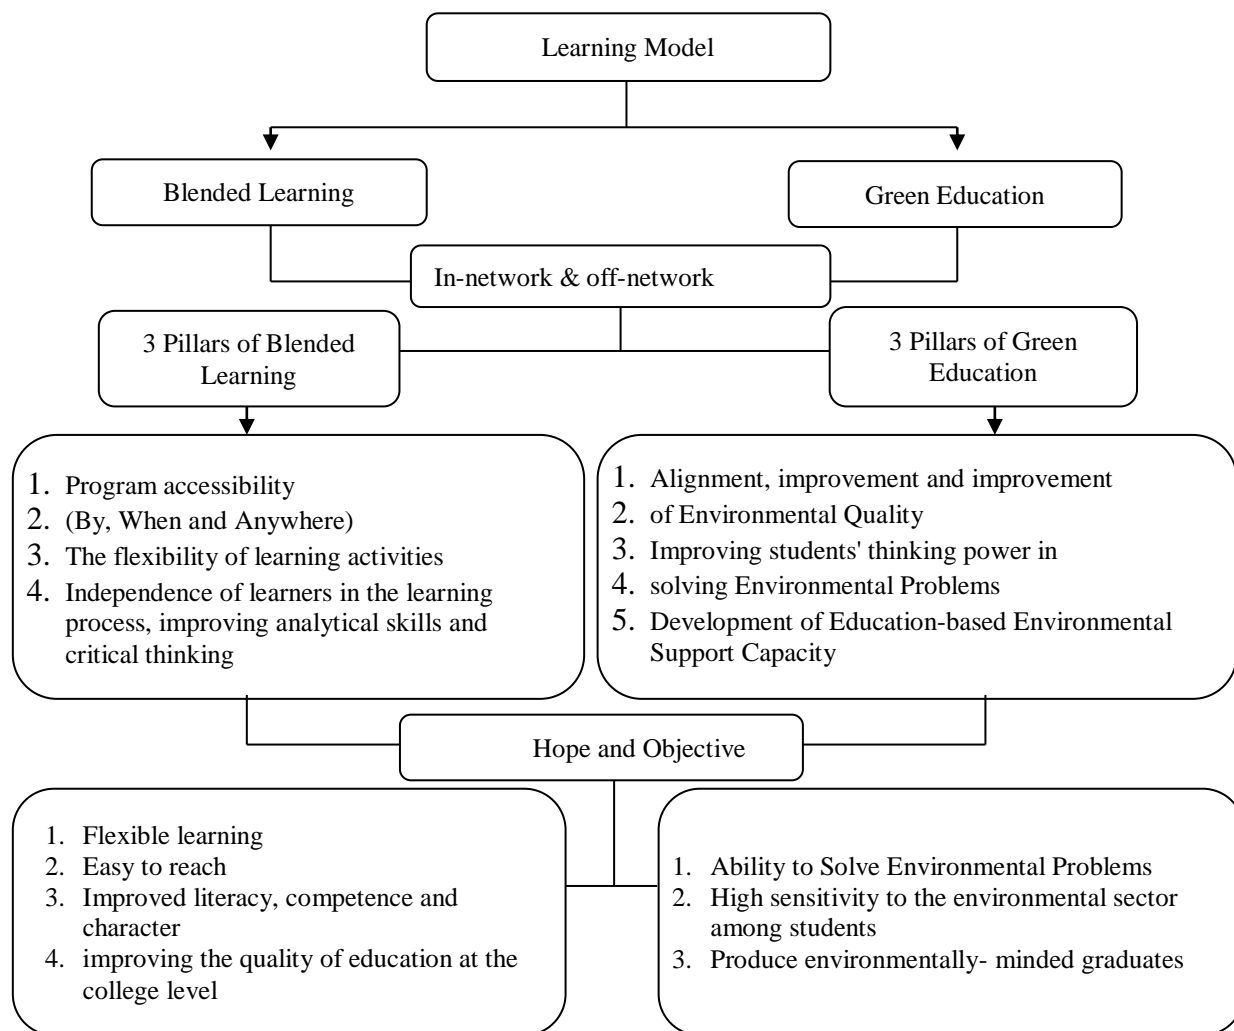 Learning Model
Blended Learning
Green Education
In-network & off-network
3 Pillars of Blended
Learning
3 Pillars of Green
Education
1. Program accessibility
2. (By, When and Anywhere)
3. The flexibility of learning activities
4. Independence of learners in the learning
process, improving analytical skills and
critical thinking
1. Alignment, improvement and improvement
2. of Environmental Quality
3. Improving students' thinking power in
4. solving Environmental Problems
5. Development of Education-based Environmental
Support Capacity
Hope and Objective
1. Flexible learning
2. Easy to reach
3. Improved literacy, competence and
character
4. improving the quality of education at the
college level
1. Ability to Solve Environmental Problems
2. High sensitivity to the environmental sector
among students
3. Produce environmentally- minded graduates